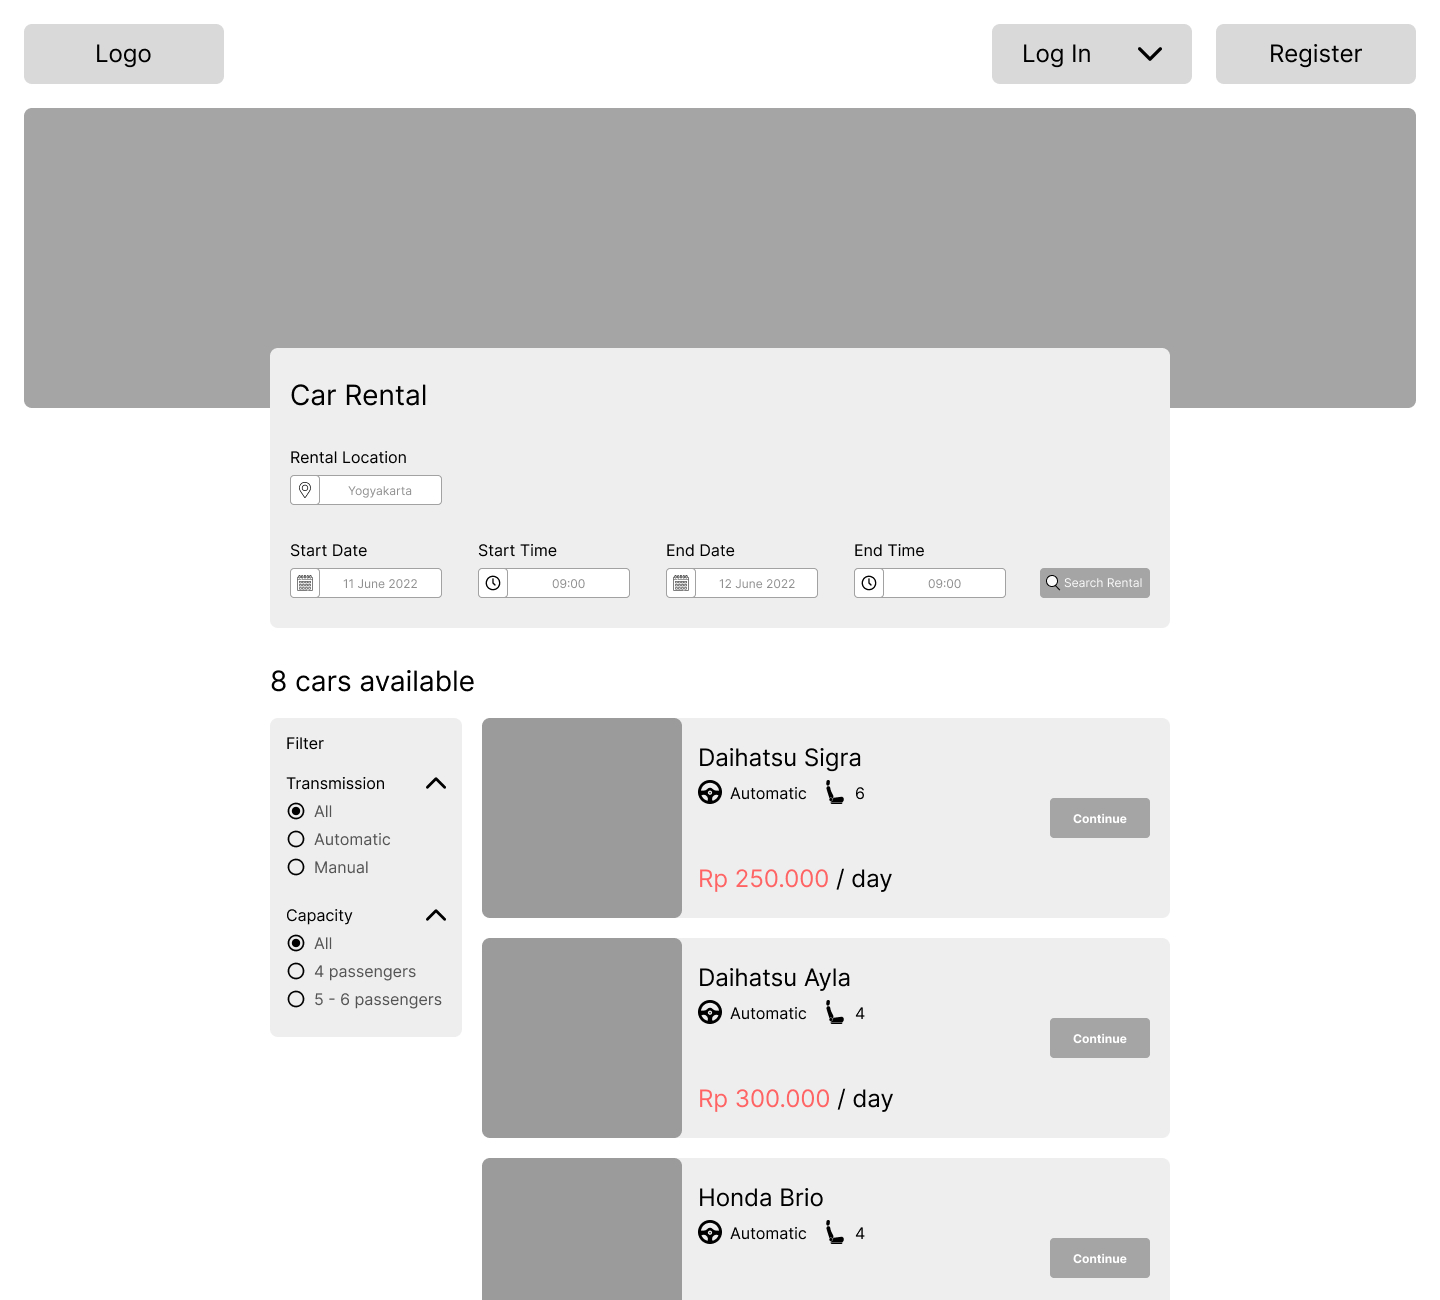 Logo
Log In
Register
Car Rental
Rental Location
Yogyakarta
Start Date
Start Time
End Date
End Time
11 June 2022
09:00
12 June 2022
09:00
Search Rental
8 cars available
Filter
Transmission
All
Automatic
Manual
Capacity
All
4 passengers
5 - 6 passengers
Daihatsu Sigra
Automatic 6
Continue
Rp 250.000 / day
Daihatsu Ayla
Automatic 4
Continue
Rp 300.000 / day
Honda Brio
Automatic 4
Continue